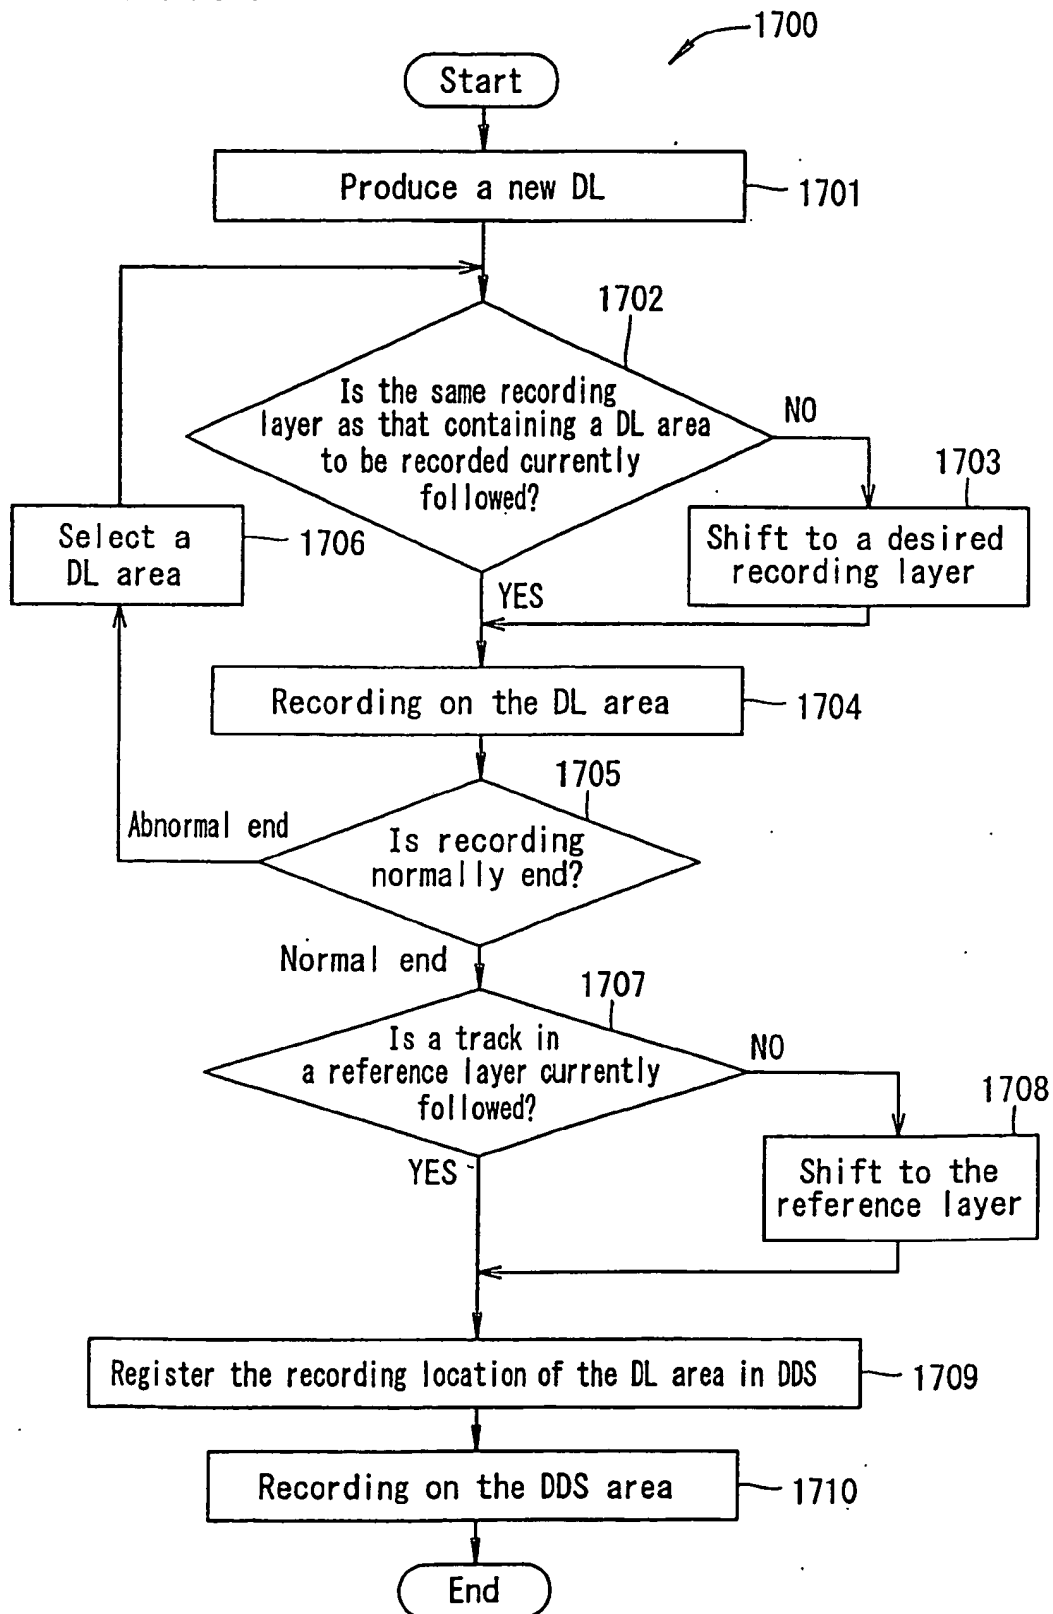 1700
Start
Produce a new DL
1701
1702
Is the same recording
layer as that containing a DL area
to be recorded currently
followed?
NO
1703
Shift to a desired
recording layer
Select a
DL area
1706
YES
Recording on the DL area
1704
1705
Abnormal end
Is recording
normally end?
Normal end
1707
Is a track in
a reference layer currently
followed?
NO
1708
Shift to the
reference layer
YES
Register the recording location of the DL area in DDS
1709
Recording on the DDS area
1710
End